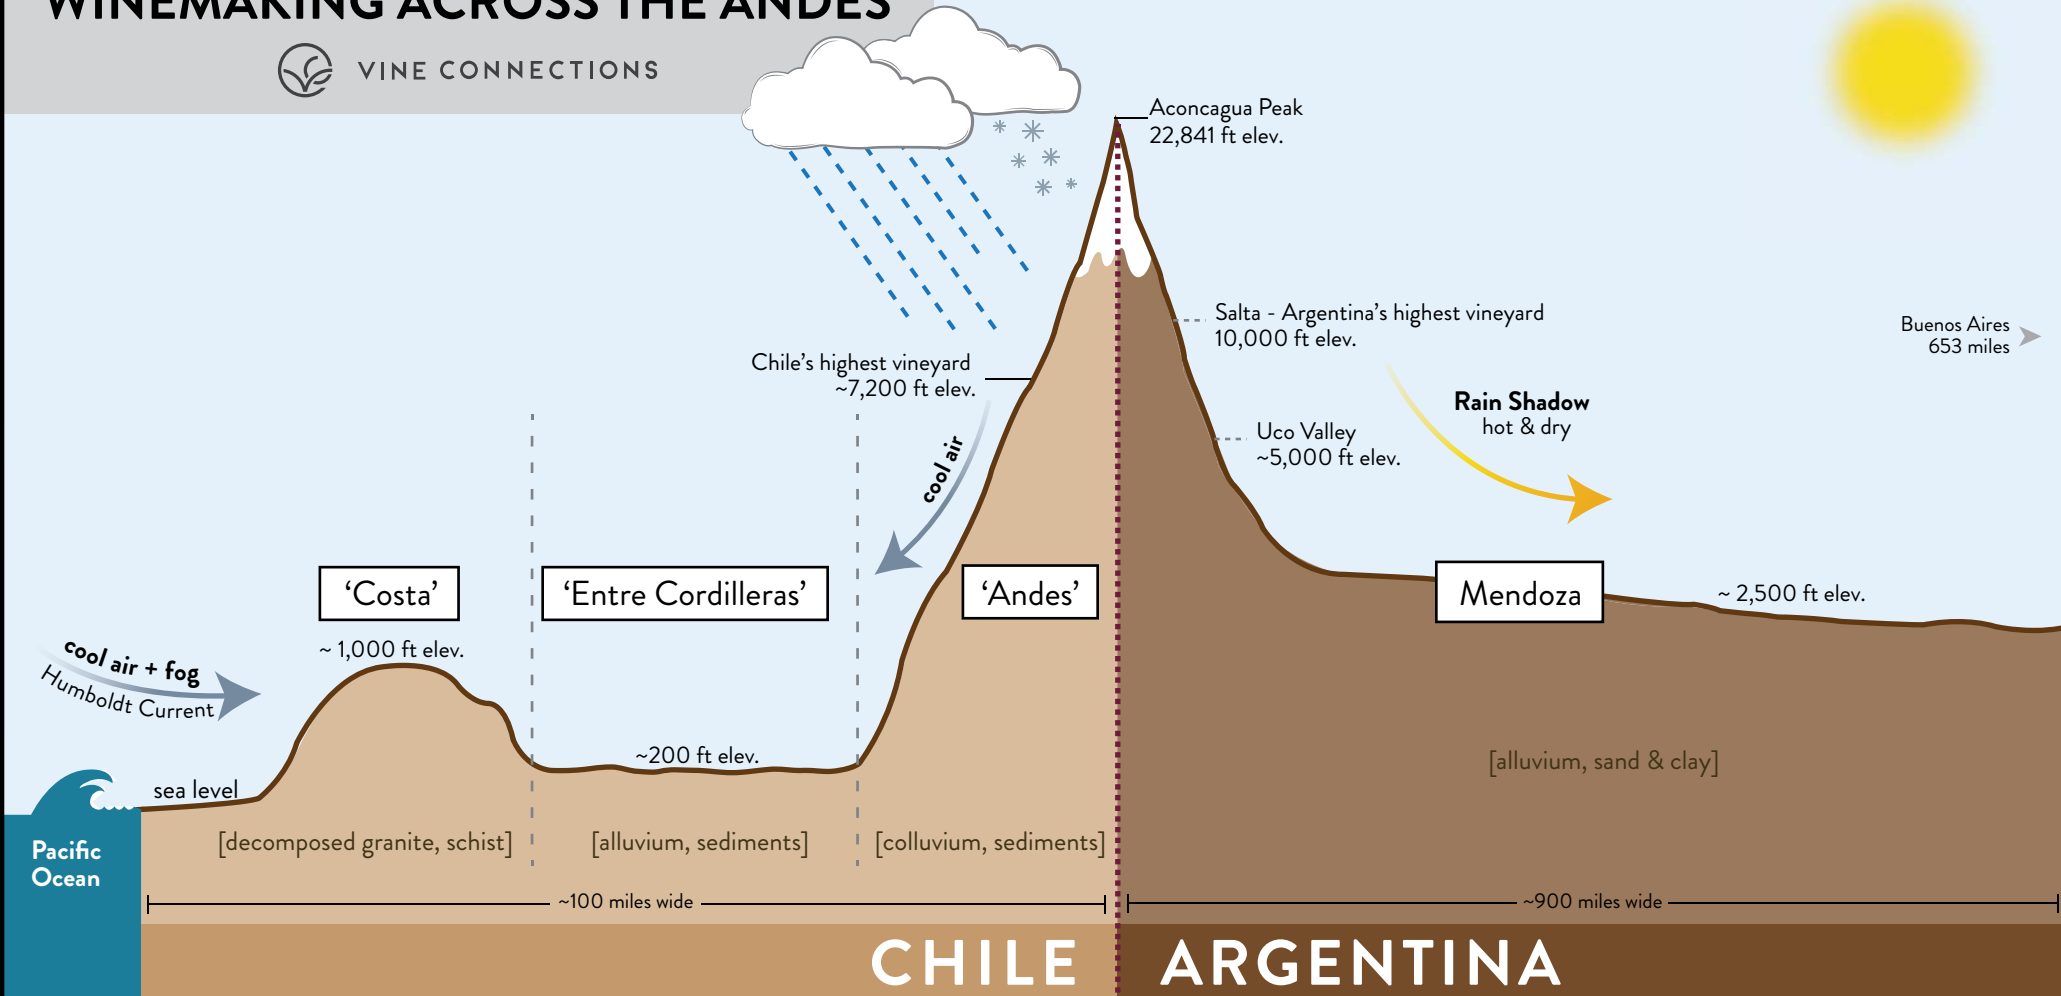 WINEMAKING ACROSS THE ANDES
VINE CONNECTIONS
Aconcagua Peak
22,841 ft elev.
Salta - Argentina's highest vineyard
10,000 ft elev.
Buenos Aires
653 miles
Chile's highest vineyard
~7,200 ft elev.
Rain Shadow
hot & dry
Uco Valley
~5,000 ft elev.
cool air
'Costa'
'Entre Cordilleras'
'Andes'
Mendoza
~ 2,500 ft elev.
~ 1,000 ft elev.
cool air + fog
Humboldt Current
~200 ft elev.
sea level
[alluvium, sand & clay]
Pacific
Ocean
[decomposed granite, schist]
[alluvium, sediments]
[colluvium, sediments]
~100 miles wide
~900 miles wide
CHILE
ARGENTINA